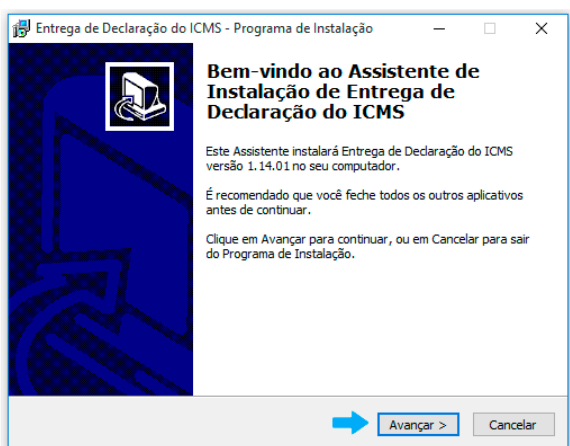 Entrega de Declaração do ICMS - Programa de Instalação
Bem-vindo ao Assistente de
Instalação de Entrega de
Declaração do ICMS
Este Assistente instalará Entrega de Declaração do ICMS
versão 1.14.01 no seu computador.
É recomendado que você feche todos os outros aplicativos
antes de continuar.
Clique em Avançar para continuar, ou em Cancelar para sair
do Programa de Instalação.
Avançar >
Cancelar